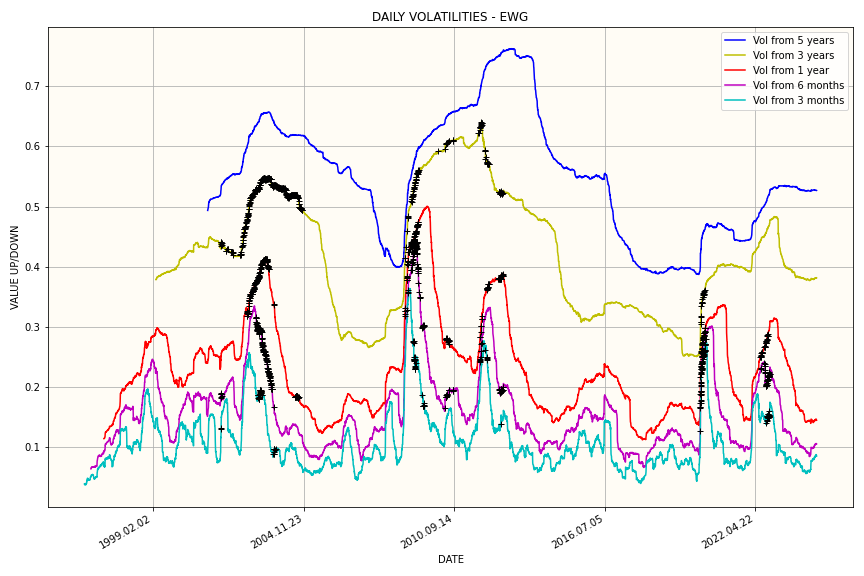 DAILY VOLATILITIES - EWG
Vol from 5 years
Vol from 3 years
Vol from 1 year
Vol from 6 months
Vol from 3 months
VALUE UP/DOWN
0.7
0.6
0.5
0.4
0.3
0.2
0.1
1999.02.02
2004.11.23
2010.09.14
2016.07.05
2022.04.22
DATE